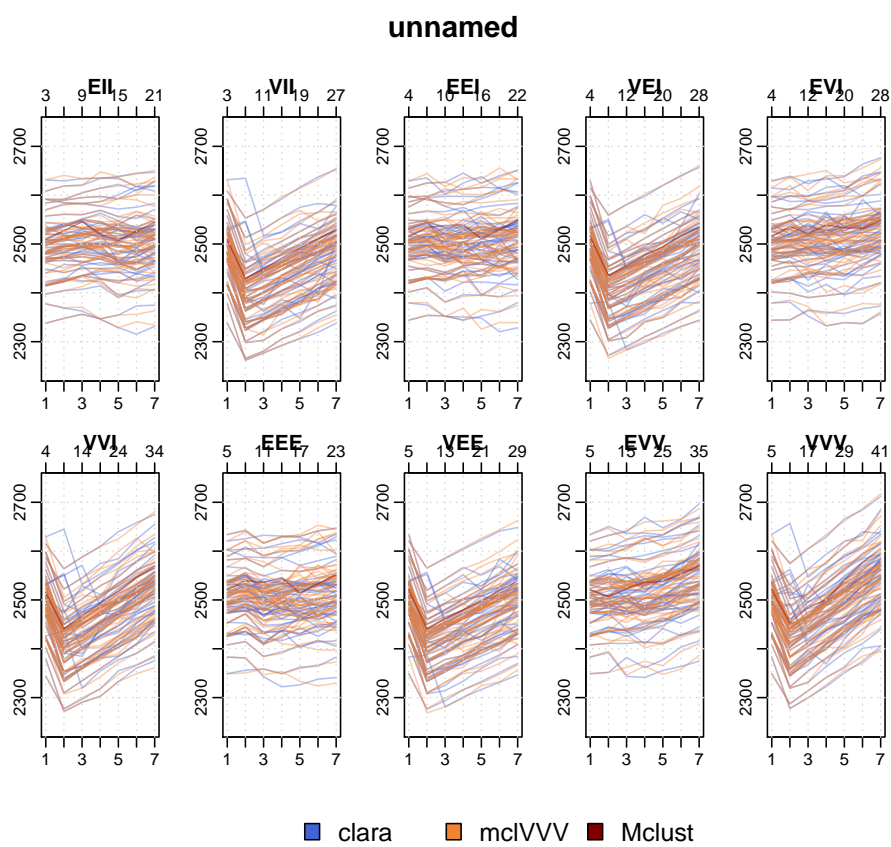 unnamed
EII VII EEI VEI EVI
3 9 15 21 3 11 19 27 4 10 16 22 4 12 20 28 4 12 20 28
2700 2700 2700 2700 2700
2500 2500 2500 2500 2500
2300 2300 2300 2300 2300
1 3 5 7 1 3 5 7 1 3 5 7 1 3 5 7 1 3 5 7
VVI EEE VEE EVV VVV
4 14 24 34 5 11 17 23 5 13 21 29 5 15 25 35 5 17 29 41
2700 2700 2700 2700 2700
2500 2500 2500 2500 2500
2300 2300 2300 2300 2300
1 3 5 7 1 3 5 7 1 3 5 7 1 3 5 7 1 3 5 7
clara mclVVV Mclust